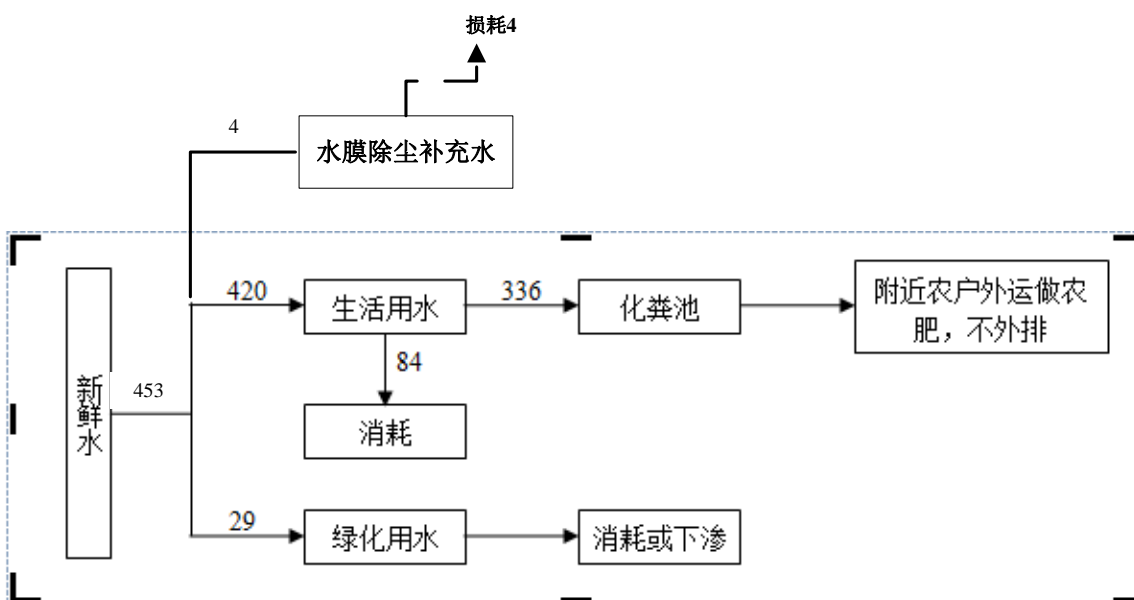 损耗4
4
水膜除尘补充水
420
生活用水
336
化粪池
附近农户外运做农
肥，不外排
84
新鲜水
453
消耗
29
绿化用水
消耗或下渗